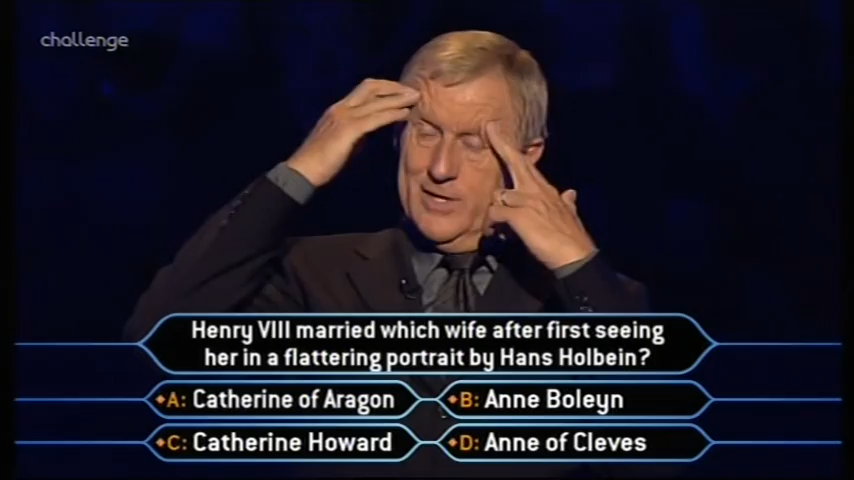 challenge
Henry VIII married which wife after first seeing
her in a flattering portrait by Hans Holbein?
A: Catherine of Aragon
B: Anne Boleyn
C: Catherine Howard
D: Anne of Cleves